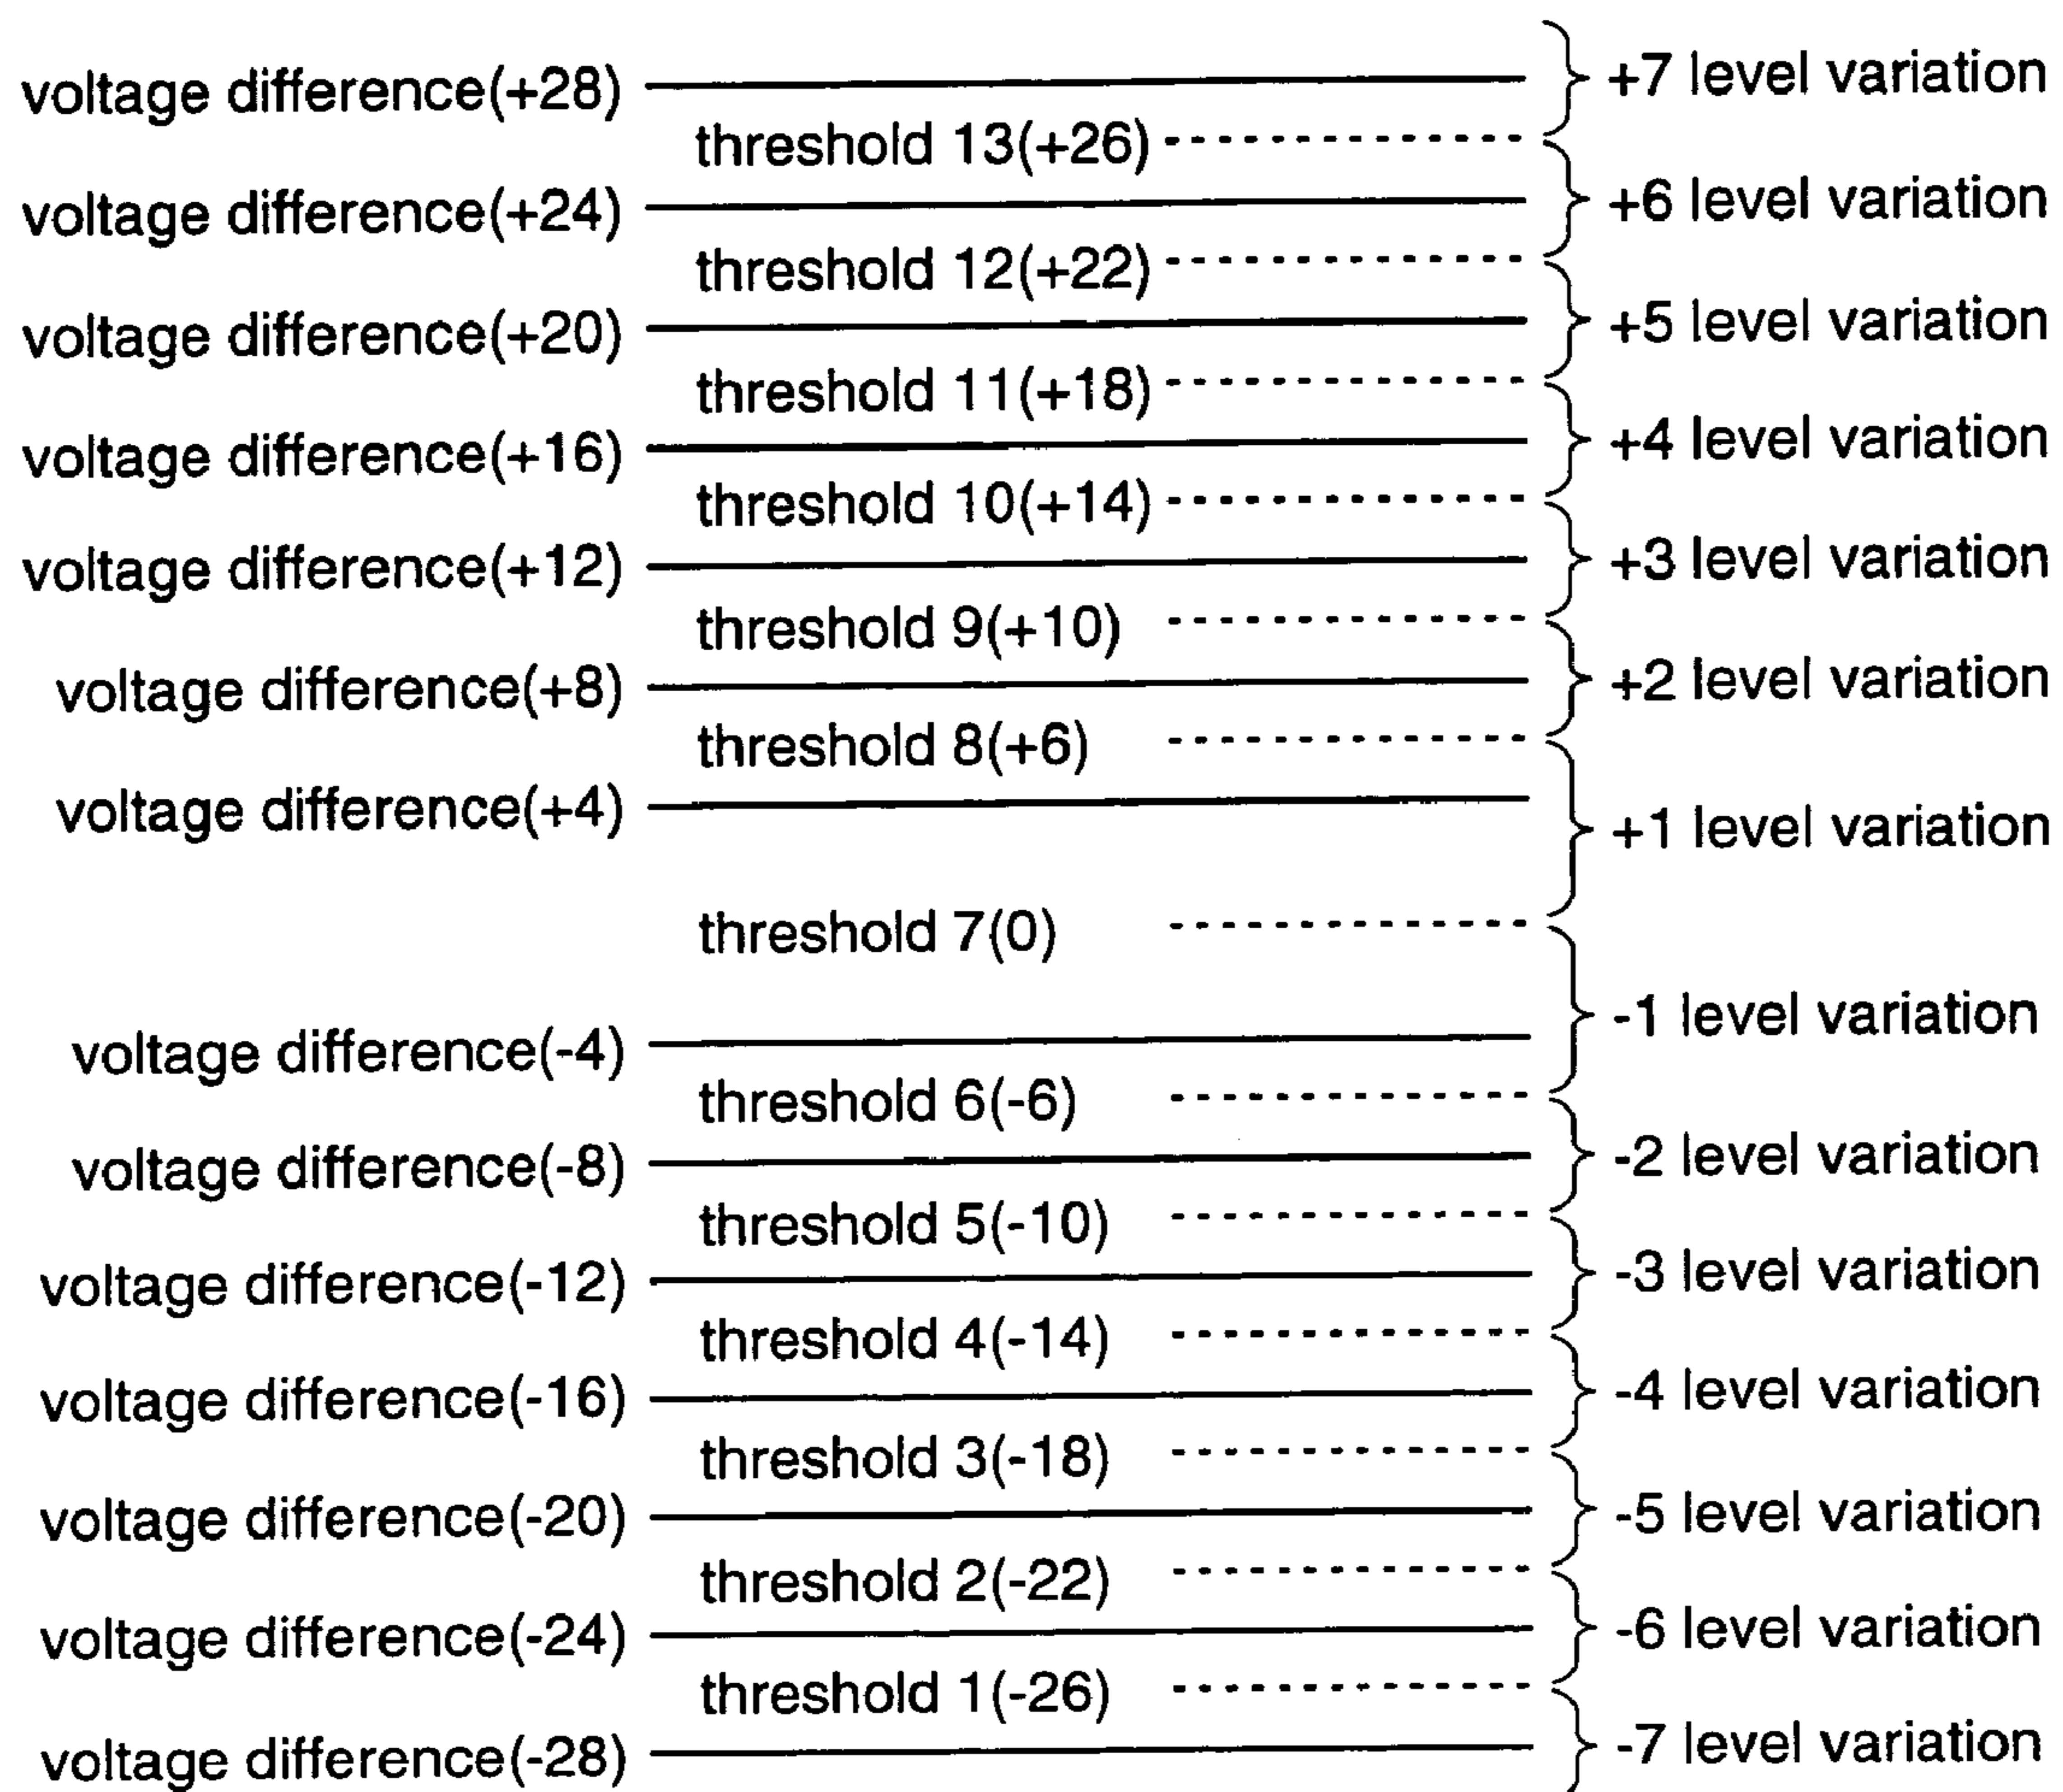 voltage difference(+28) +7 level variation
threshold 13(+26)
voltage difference(+24) +6 level variation
threshold 12(+22)
voltage difference(+20) +5 level variation
threshold 11(+18)
voltage difference(+16) +4 level variation
threshold 10(+14)
voltage difference(+12) +3 level variation
threshold 9(+10)
voltage difference(+8) +2 level variation
threshold 8(+6)
voltage difference(+4) +1 level variation
threshold 7(0)
voltage difference(-4) -1 level variation
threshold 6(-6)
voltage difference(-8) -2 level variation
threshold 5(-10)
voltage difference(-12) -3 level variation
threshold 4(-14)
voltage difference(-16) -4 level variation
threshold 3(-18)
voltage difference(-20) -5 level variation
threshold 2(-22)
voltage difference(-24) -6 level variation
threshold 1(-26)
voltage difference(-28) -7 level variation